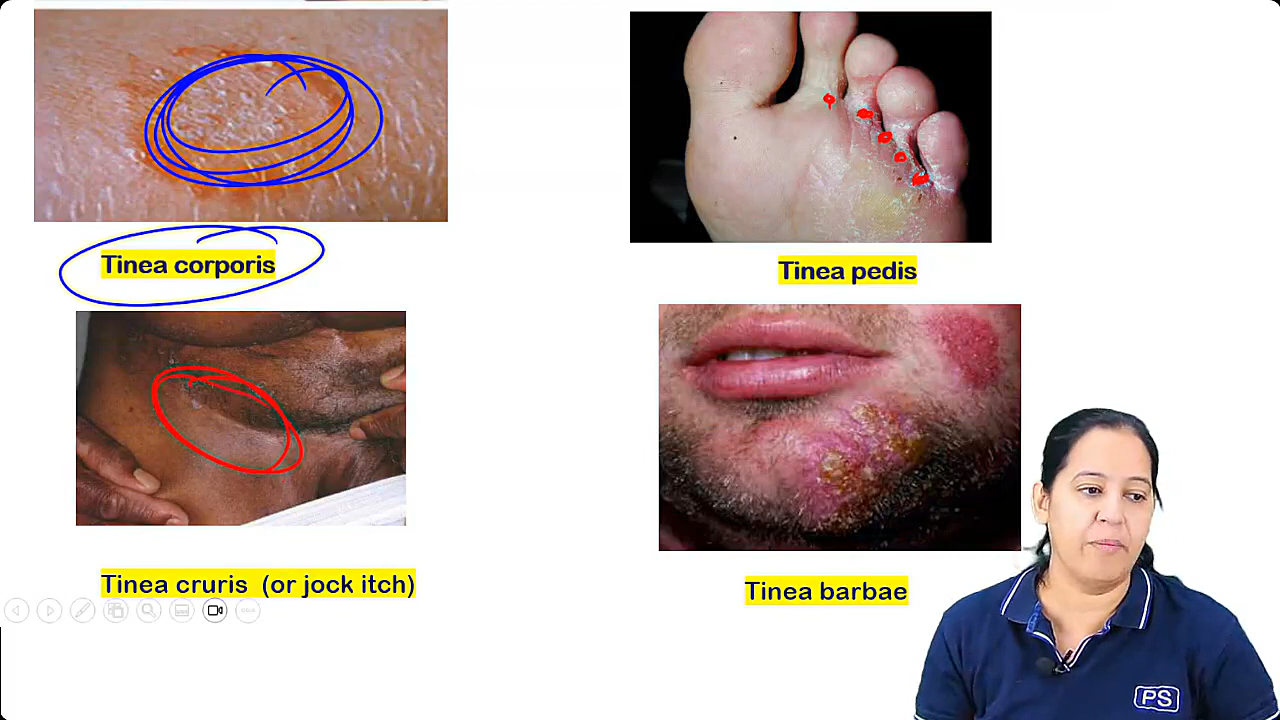 Tinea corporis
Tinea pedis
Tinea cruris (or jock itch)
Tinea barbae
PS